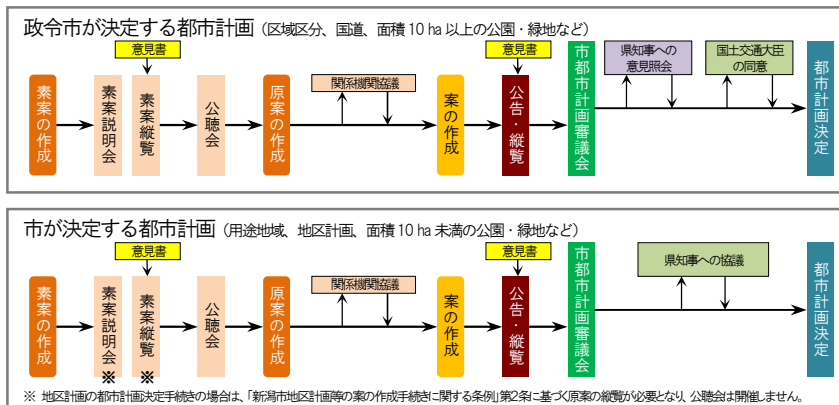 政令市が決定する都市計画 (区域区分、国道、面積 10 ha 以上の公園・緑地など)
意見書
意見書
素案の作成
素案説明会
素案縦覧
公聴会
原案の作成
関係機関協議
案の作成
公告・縦覧
市都市計画審議会
県知事への
意見照会
国土交通大臣
の同意
都市計画決定
市が決定する都市計画 (用途地域、地区計画、面積 10 ha 未満の公園・緑地など)
意見書
意見書
素案の作成
素案説明会
※
素案縦覧
※
公聴会
原案の作成
関係機関協議
案の作成
公告・縦覧
市都市計画審議会
県知事への協議
都市計画決定
※ 地区計画の都市計画決定手続きの場合は、「新潟市地区計画等の案の作成手続きに関する条例」第2条に基づく原案の縦覧が必要となり、公聴会は開催しません。